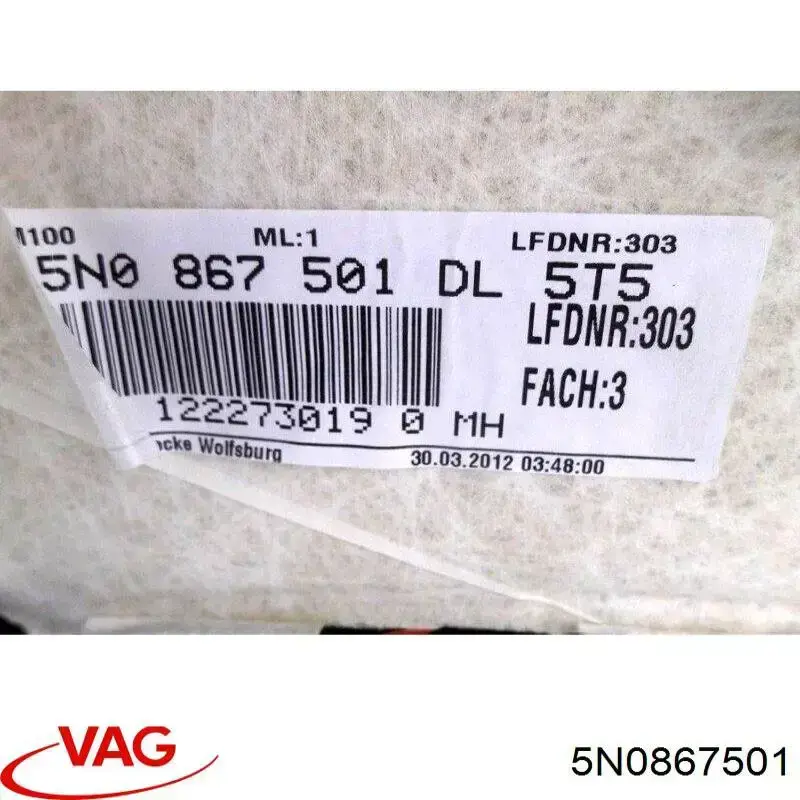 ML:1 LFDNR:303
5N0 867 501 DL 5T5
LFDNR:303
FACH:3
122273019 0 MH
Wolfsburg 30.03.2012 03:48:00
VAG 5N0867501